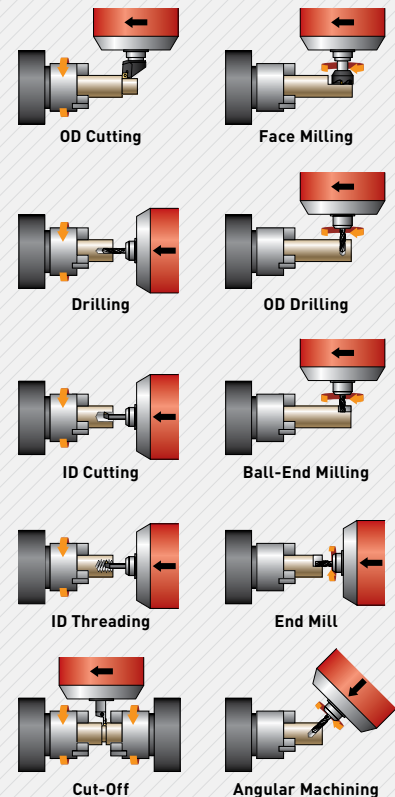 OD Cutting
Face Milling
Drilling
OD Drilling
ID Cutting
Ball-End Milling
ID Threading
End Mill
Cut-Off
Angular Machining